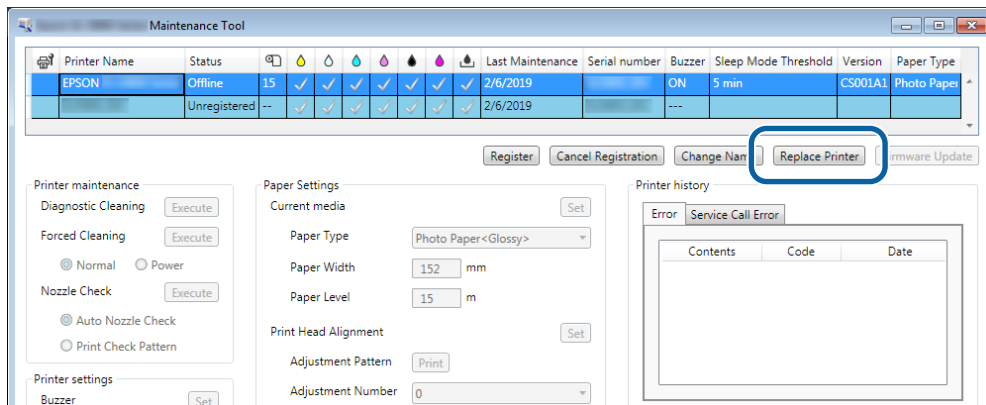 Maintenance Tool
Printer Name Status Last Maintenance Serial number Buzzer Sleep Mode Threshold Version Paper Type
EPSON Offline 15 2/6/2019 ON 5 min CS001A1 Photo Paper
Unregistered -- 2/6/2019 ---
Register Cancel Registration Change Nam Replace Printer rmware Update
Printer maintenance
Diagnostic Cleaning Execute
Forced Cleaning Execute
Normal Power
Nozzle Check Execute
Auto Nozzle Check
Print Check Pattern
Printer settings
Buzzer Set
Paper Settings
Current media Set
Paper Type Photo Paper<Glossy>
Paper Width 152 mm
Paper Level 15 m
Print Head Alignment Set
Adjustment Pattern Print
Adjustment Number 0
Printer history
Error Service Call Error
Contents Code Date